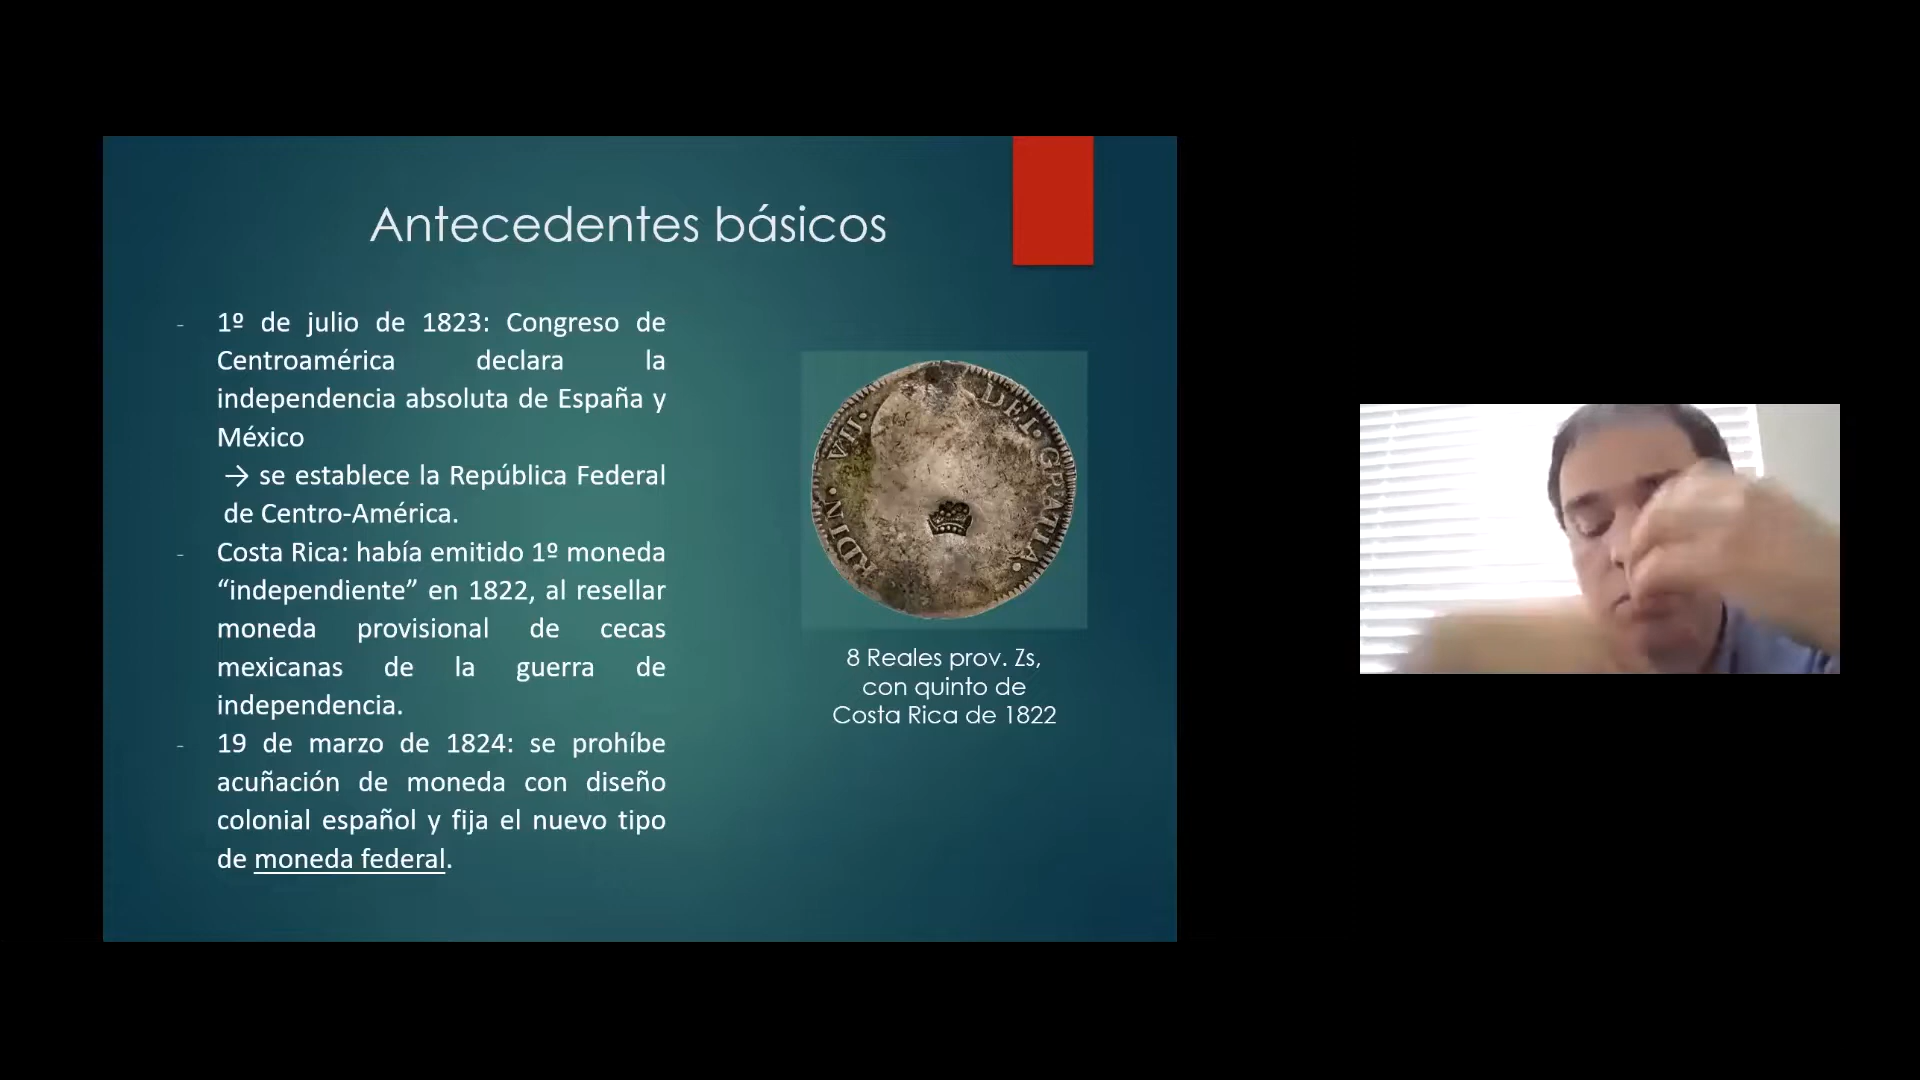 Antecedentes básicos
- 1º de julio de 1823: Congreso de
Centroamérica declara la
independencia absoluta de España y
México
→ se establece la República Federal
de Centro-América.
- Costa Rica: había emitido 1º moneda
“independiente” en 1822, al resellar
moneda provisional de cecas
mexicanas de la guerra de
independencia.
- 19 de marzo de 1824: se prohíbe
acuñación de moneda con diseño
colonial español y fija el nuevo tipo
de moneda federal.
RDIN · VII · DEI · GRATIA ·
8 Reales prov. Zs,
con quinto de
Costa Rica de 1822